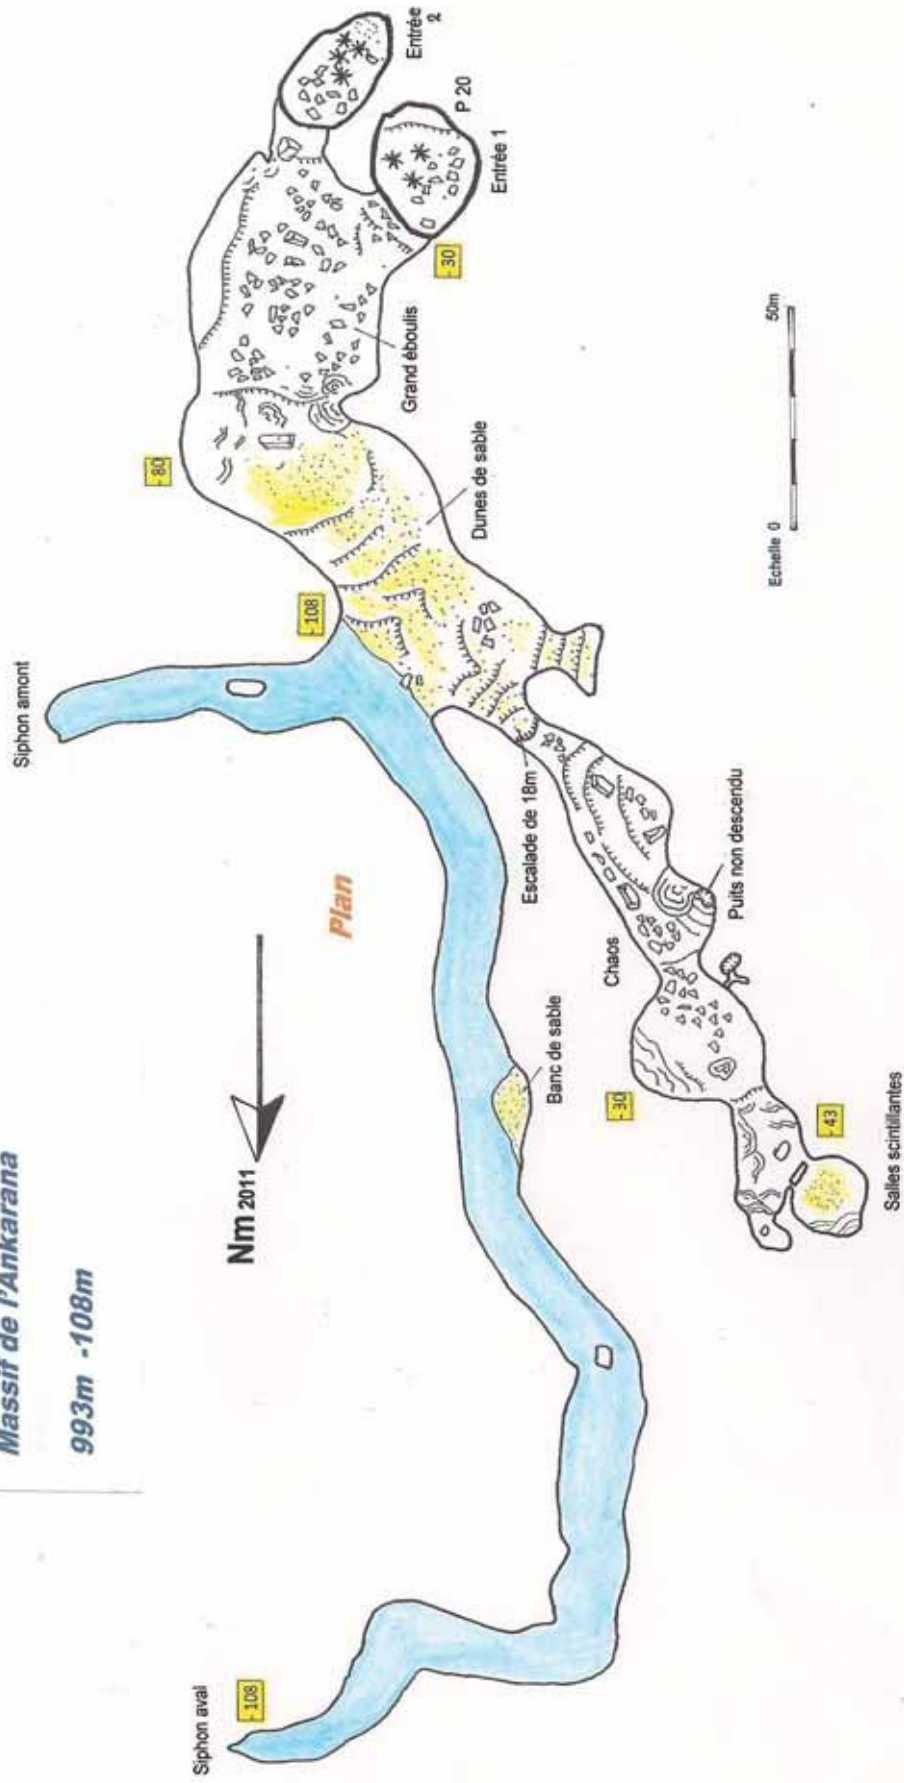 Massif de l'Ankarana
993m -108m
Siphon aval
-108
Nm 2011
Plan
Siphon amont
-108
-80
Entrée
2
P 20
Entrée 1
-30
Grand éboulis
Dunes de sable
Escalade de 18m
Banc de sable
Chaos
Puits non descendu
-30
-43
Salles scintillantes
Echelle 0
50m